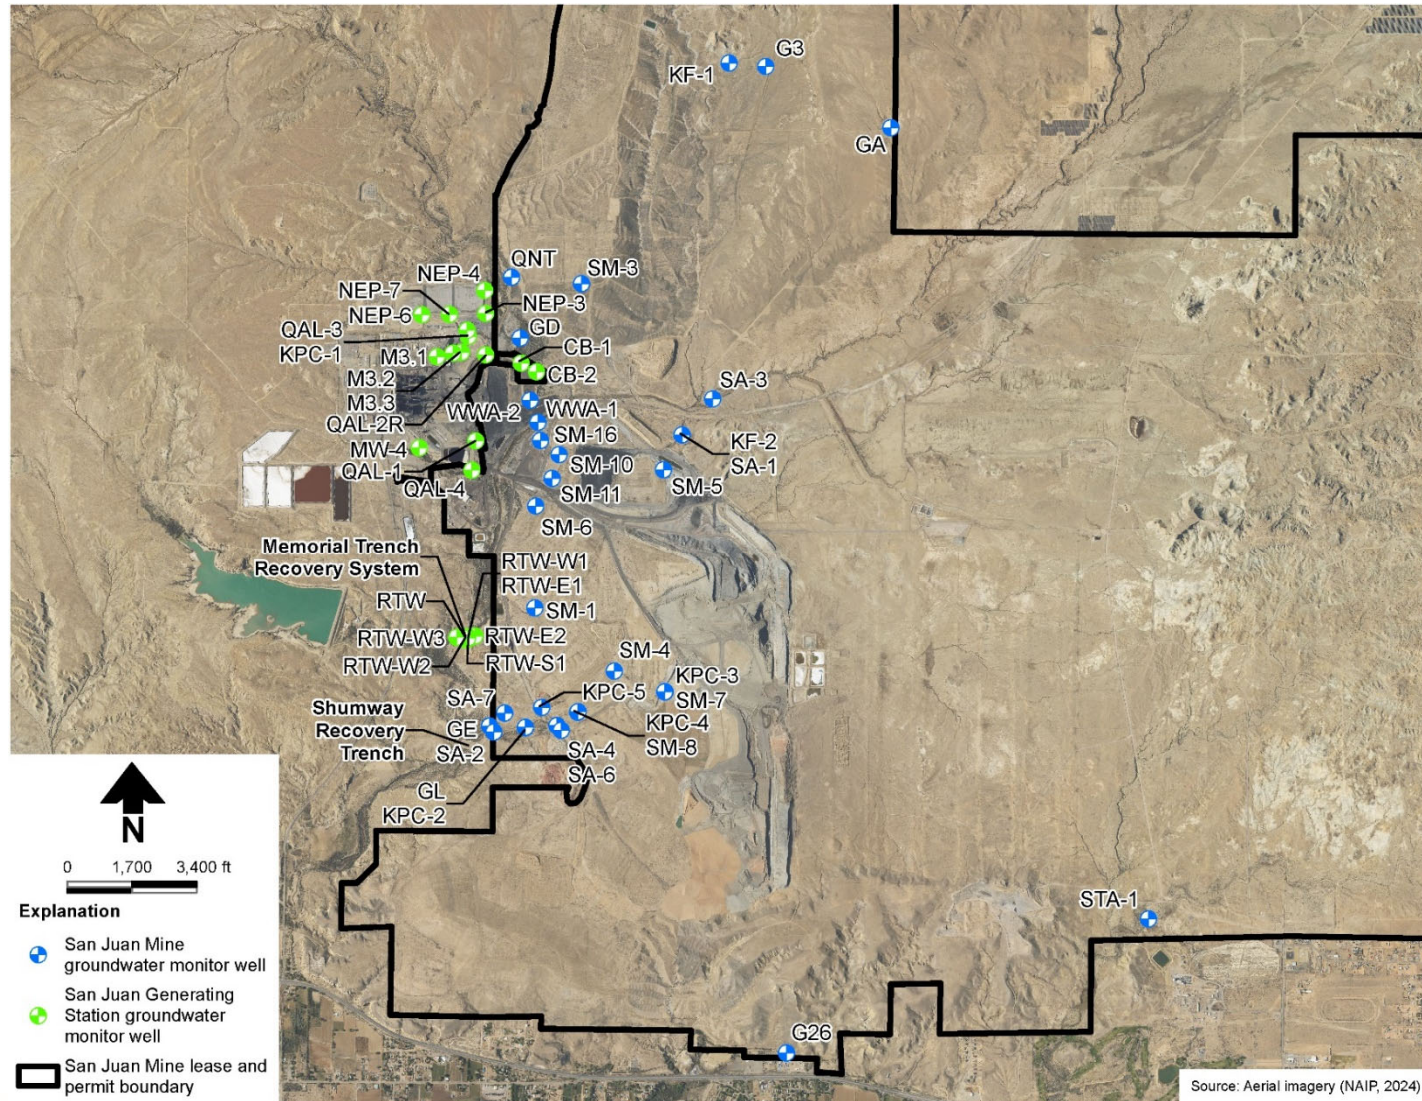 G3
KF-1
GA
QNT
NEP-4
SM-3
NEP-7
NEP-3
NEP-6
QAL-3
GD
KPC-1
CB-1
M3.1
CB-2
M3.2
M3.3
SA-3
QAL-2R
WWA-2
WWA-1
SM-16
KF-2
SA-1
MW-4
QAL-1
SM-10
SM-5
QAL-4
SM-11
SM-6
Memorial Trench
Recovery System
RTW-W1
RTW-E1
RTW
SM-1
RTW-W3
RTW-E2
RTW-W2
RTW-S1
SM-4
KPC-3
SM-7
SA-7
KPC-5
Shumway
Recovery
Trench
GE
SA-2
KPC-4
SM-8
SA-4
SA-6
GL
KPC-2
STA-1
G26
N
0 1,700 3,400 ft
Explanation
San Juan Mine
groundwater monitor well
San Juan Generating
Station groundwater
monitor well
San Juan Mine lease and
permit boundary
Source: Aerial imagery (NAIP, 2024)